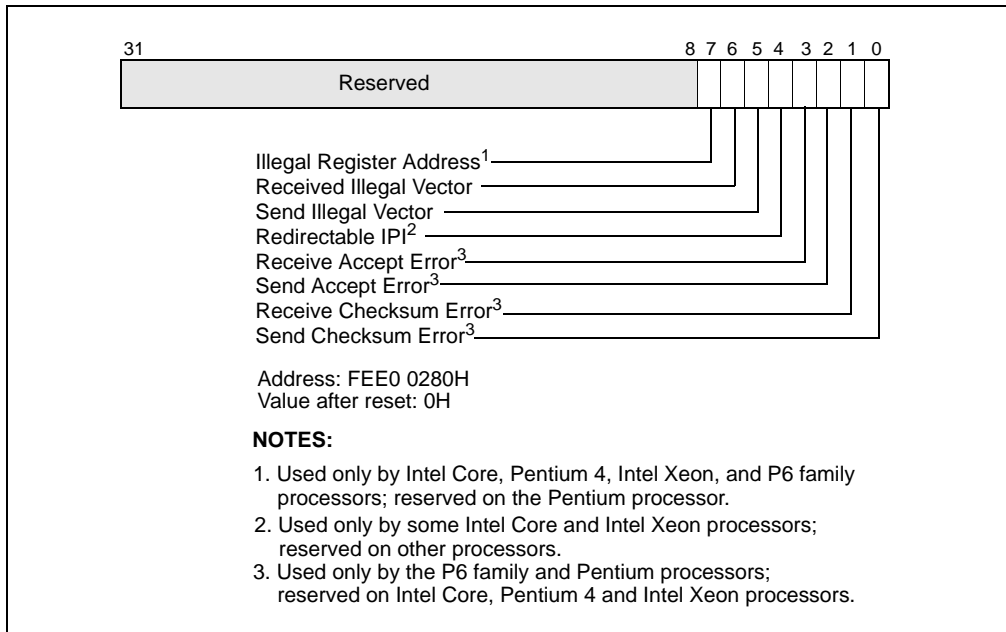 31 8 7 6 5 4 3 2 1 0
Reserved
Illegal Register Address1
Received Illegal Vector
Send Illegal Vector
Redirectable IPI2
Receive Accept Error3
Send Accept Error3
Receive Checksum Error3
Send Checksum Error3
Address: FEE0 0280H
Value after reset: 0H
NOTES:
1. Used only by Intel Core, Pentium 4, Intel Xeon, and P6 family
processors; reserved on the Pentium processor.
2. Used only by some Intel Core and Intel Xeon processors;
reserved on other processors.
3. Used only by the P6 family and Pentium processors;
reserved on Intel Core, Pentium 4 and Intel Xeon processors.